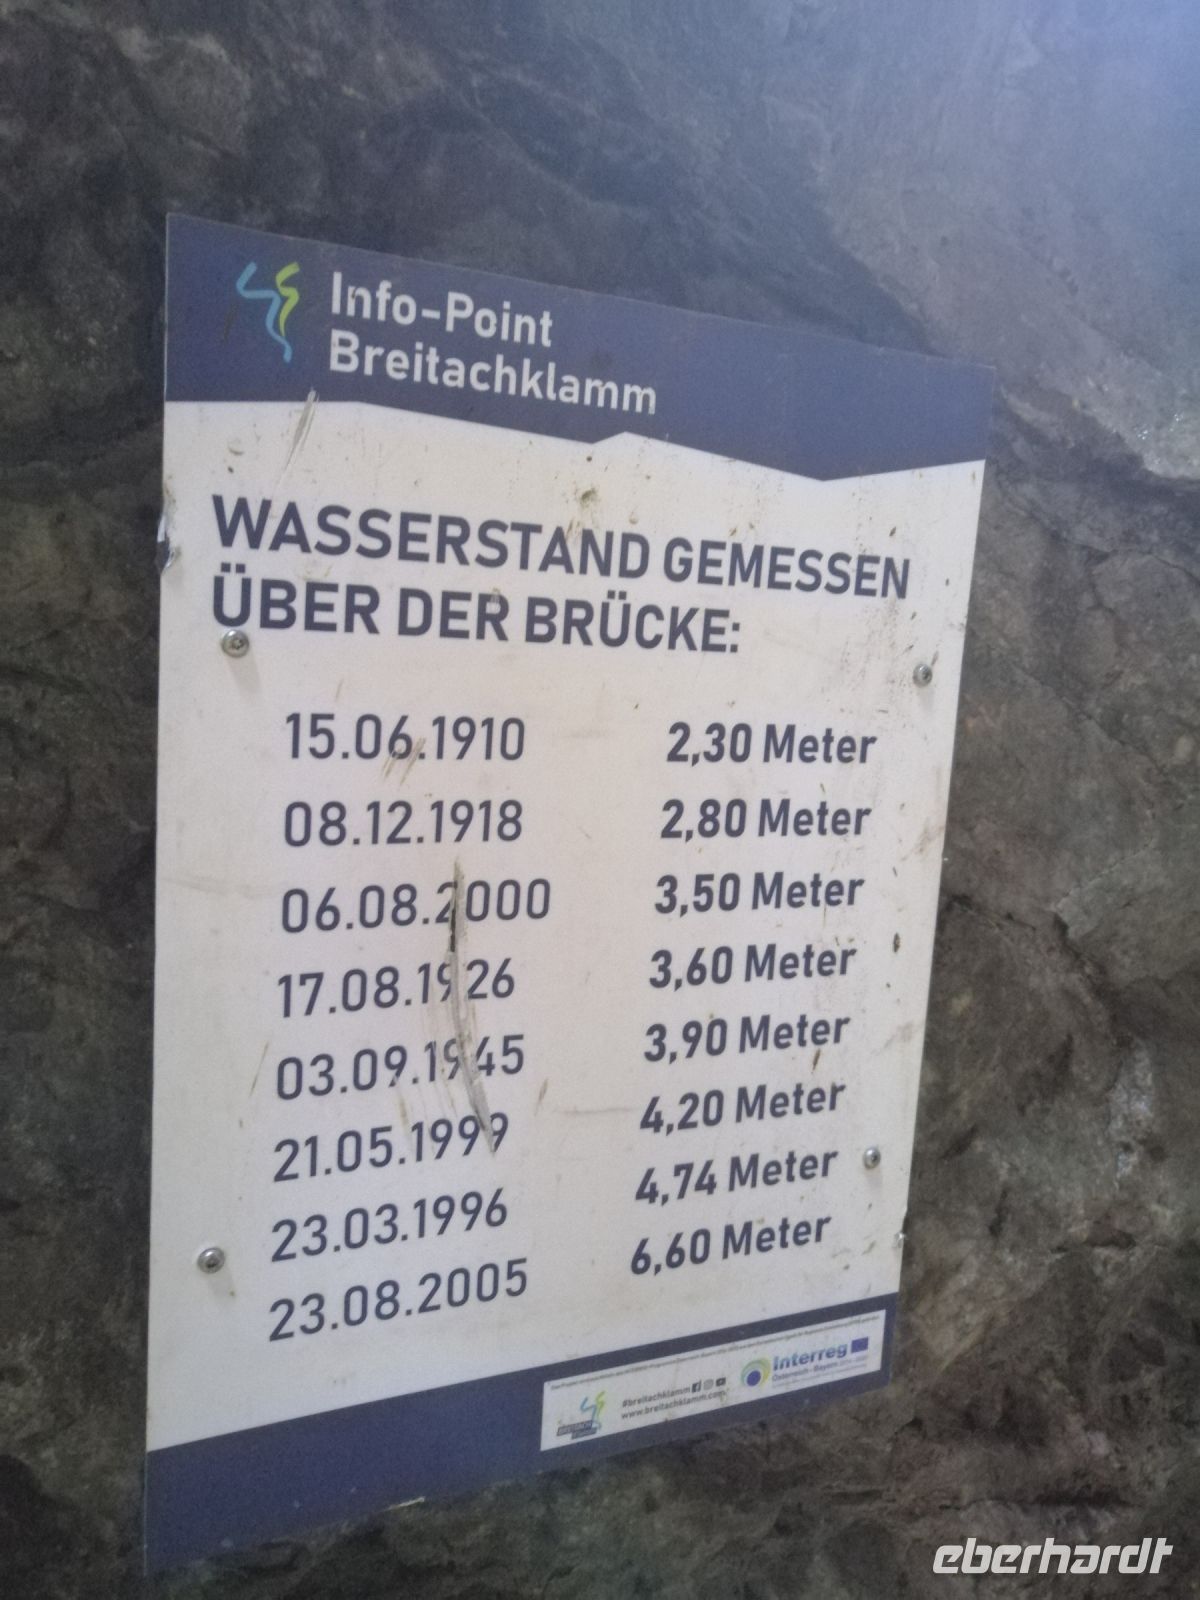 Info-Point
Breitachklamm
WASSERSTAND GEMESSEN
ÜBER DER BRÜCKE:
15.06.1910 2,30 Meter
08.12.1918 2,80 Meter
06.08.2000 3,50 Meter
17.08.1926 3,60 Meter
03.09.1945 3,90 Meter
21.05.1999 4,20 Meter
23.03.1996 4,74 Meter
23.08.2005 6,60 Meter
#breitachklamm
www.breitachklamm.com
Interreg
Österreich-Bayern
eberhardt